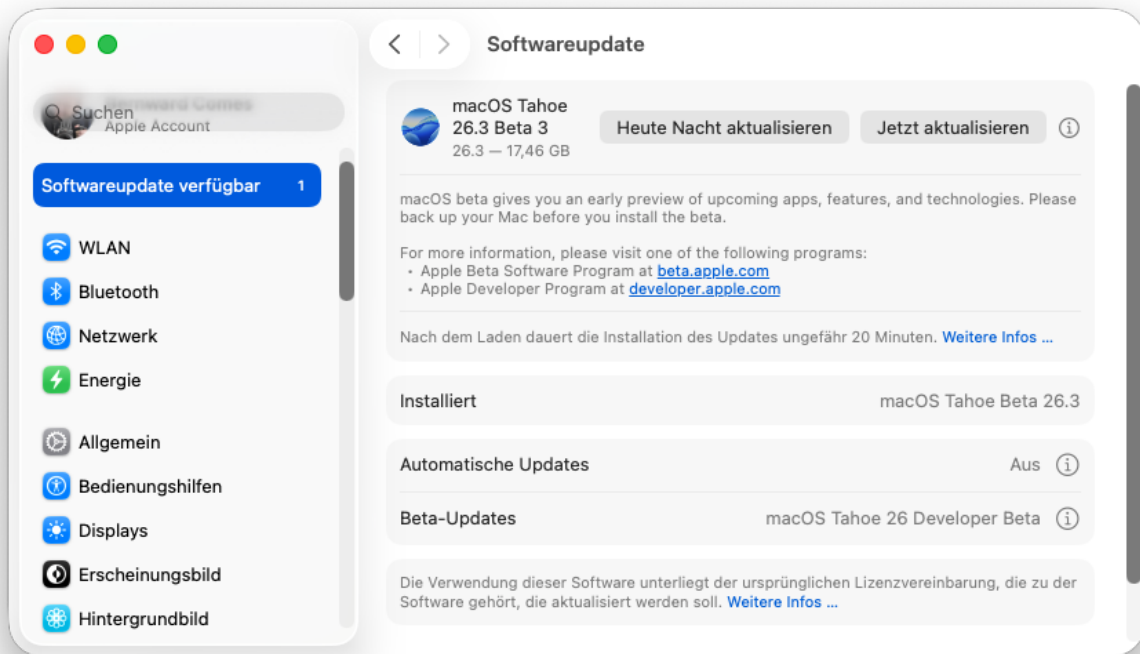 Softwareupdate
Suchen
Apple Account
Softwareupdate verfügbar 1
WLAN
Bluetooth
Netzwerk
Energie
Allgemein
Bedienungshilfen
Displays
Erscheinungsbild
Hintergrundbild
macOS Tahoe
26.3 Beta 3
26.3 — 17,46 GB
Heute Nacht aktualisieren
Jetzt aktualisieren
macOS beta gives you an early preview of upcoming apps, features, and technologies. Please
back up your Mac before you install the beta.
For more information, please visit one of the following programs:
• Apple Beta Software Program at beta.apple.com
• Apple Developer Program at developer.apple.com
Nach dem Laden dauert die Installation des Updates ungefähr 20 Minuten. Weitere Infos ...
Installiert macOS Tahoe Beta 26.3
Automatische Updates Aus
Beta-Updates macOS Tahoe 26 Developer Beta
Die Verwendung dieser Software unterliegt der ursprünglichen Lizenzvereinbarung, die zu der
Software gehört, die aktualisiert werden soll. Weitere Infos ...